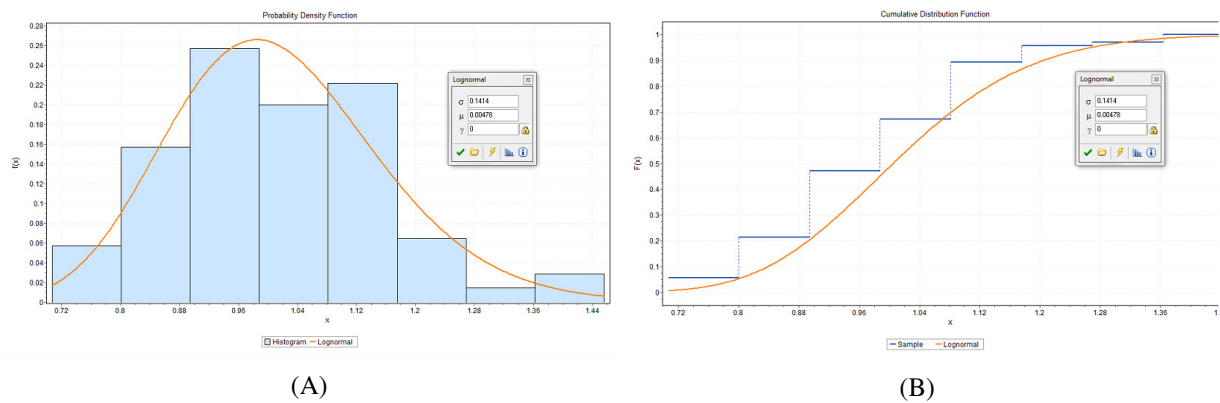 Probability Density Function
0.28
0.26
0.24
0.22
0.2
0.18
0.16
0.14
0.12
0.1
0.08
0.06
0.04
0.02
0
f(x)
0.72 0.8 0.88 0.96 1.04 1.12 1.2 1.28 1.36 1.44
x
Histogram Lognormal
Lognormal
σ 0.1414
μ 0.00478
γ 0
(A)
Cumulative Distribution Function
1
0.9
0.8
0.7
0.6
0.5
0.4
0.3
0.2
0.1
0
F(x)
0.72 0.8 0.88 0.96 1.04 1.12 1.2 1.28 1.36
x
Sample Lognormal
Lognormal
σ 0.1414
μ 0.00478
γ 0
(B)